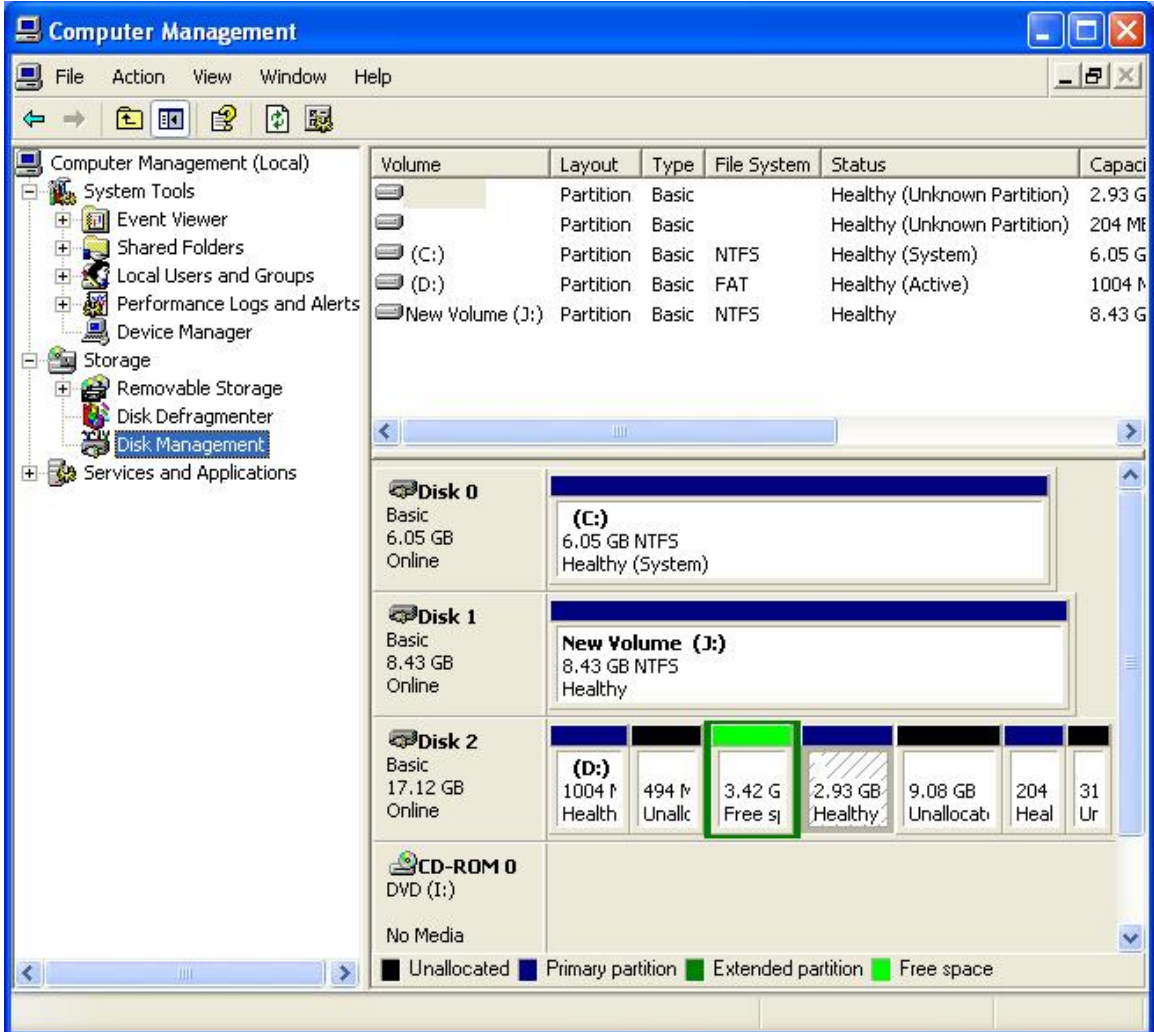 Computer Management
File Action View Window Help
Computer Management (Local)
System Tools
Event Viewer
Shared Folders
Local Users and Groups
Performance Logs and Alerts
Device Manager
Storage
Removable Storage
Disk Defragmenter
Disk Management
Services and Applications
Volume Layout Type File System Status Capaci
Partition Basic Healthy (Unknown Partition) 2.93 G
Partition Basic Healthy (Unknown Partition) 204 MB
(C:) Partition Basic NTFS Healthy (System) 6.05 G
(D:) Partition Basic FAT Healthy (Active) 1004 M
New Volume (J:) Partition Basic NTFS Healthy 8.43 G
Disk 0
Basic
6.05 GB
Online
(C:)
6.05 GB NTFS
Healthy (System)
Disk 1
Basic
8.43 GB
Online
New Volume (J:)
8.43 GB NTFS
Healthy
Disk 2
Basic
17.12 GB
Online
(D:)
1004 M 494 M 3.42 G 2.93 GB 9.08 GB 204 31
Health Unallc Free s Healthy Unallocat Heal Ur
CD-ROM 0
DVD (I:)
No Media
Unallocated Primary partition Extended partition Free space